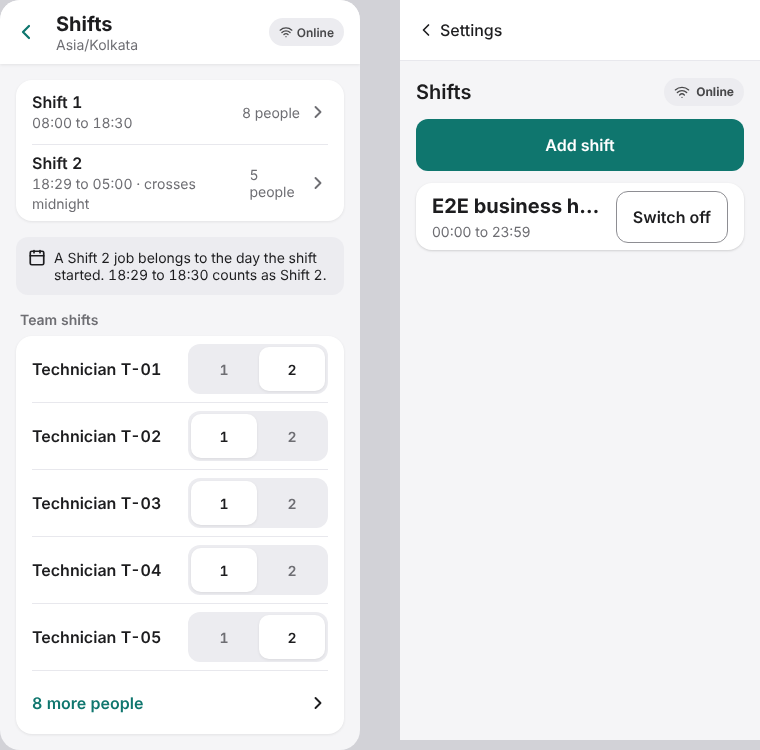 Shifts
Asia/Kolkata
Online
Shift 1
08:00 to 18:30
8 people
Shift 2
18:29 to 05:00 · crosses
midnight
5
people
A Shift 2 job belongs to the day the shift
started. 18:29 to 18:30 counts as Shift 2.
Team shifts
Technician T-01
1
2
Technician T-02
1
2
Technician T-03
1
2
Technician T-04
1
2
Technician T-05
1
2
8 more people
Settings
Shifts
Online
Add shift
E2E business h...
00:00 to 23:59
Switch off